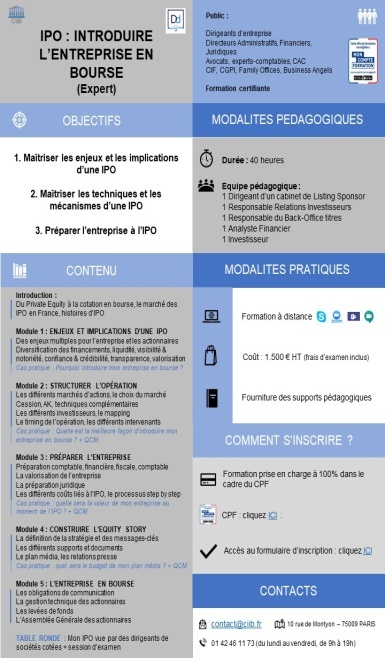 CIIB
IPO : INTRODUIRE
L'ENTREPRISE EN
BOURSE
(Expert)
OBJECTIFS
1. Maîtriser les enjeux et les implications
d'une IPO
2. Maîtriser les techniques et les
mécanismes d'une IPO
3. Préparer l'entreprise à l'IPO
CONTENU
Introduction :
Du Private Equity à la cotation en bourse, le marché des
IPO en France, histoires d'IPO
Module 1 : ENJEUX ET IMPLICATIONS D'UNE IPO
Des enjeux multiples pour l'entreprise et les actionnaires
Diversification des financements, liquidité, visibilité &
notoriété, confiance & crédibilité, transparence, valorisation
Cas pratique : Pourquoi introduire mon entreprise en bourse ?
Module 2 : STRUCTURER L'OPÉRATION
Les différents marchés d'actions, le choix du marché
Cession, AK, techniques complémentaires
Les différents investisseurs, le mapping
Le timing de l'opération, les différents intervenants
Cas pratique : Quelle est la meilleure façon d'introduire mon
entreprise en bourse ? + QCM
Module 3 : PRÉPARER L'ENTREPRISE
Préparation comptable, financière, fiscale, comptable
La valorisation de l'entreprise
La préparation juridique
Les différents coûts liés à l'IPO, le processus step by step
Cas pratique : quelle sera la valeur de mon entreprise au
moment de l'IPO ? + QCM
Module 4 : CONSTRUIRE L'EQUITY STORY
La définition de la stratégie et des messages-clés
Les différents supports et documents
Le plan média, les relations presse
Cas pratique : quel sera le budget de mon plan média ? + QCM
Module 5 : L'ENTREPRISE EN BOURSE
Les obligations de communication
La gestion technique des actionnaires
Les levées de fonds
L'Assemblée Générale des actionnaires
TABLE RONDE : Mon IPO vue par des dirigeants de
sociétés cotées + session d'examen
Public :
Dirigeants d'entreprise
Directeurs Administratifs, Financiers,
Juridiques
Avocats, experts-comptables, CAC
CIF, CGPI, Family Offices, Business Angels
Formation certifiante
MON
COMPTE
FORMATION
MODALITES PEDAGOGIQUES
Durée : 40 heures
Equipe pédagogique :
1 Dirigeant d'un cabinet de Listing Sponsor
1 Responsable Relations Investisseurs
1 Responsable du Back-Office titres
1 Analyste Financier
1 Investisseur
MODALITES PRATIQUES
Formation à distance
Coût : 1.500 € HT (frais d'examen inclus)
Fourniture des supports pédagogiques
COMMENT S'INSCRIRE ?
Formation prise en charge à 100% dans le
cadre du CPF
CPF : cliquez ICI :
Accès au formulaire d'inscription : cliquez ICI
CONTACTS
contact@ciib.fr 10 rue de Montyon – 75009 PARIS
01 42 46 11 73 (du lundi au vendredi, de 9h à 19h)